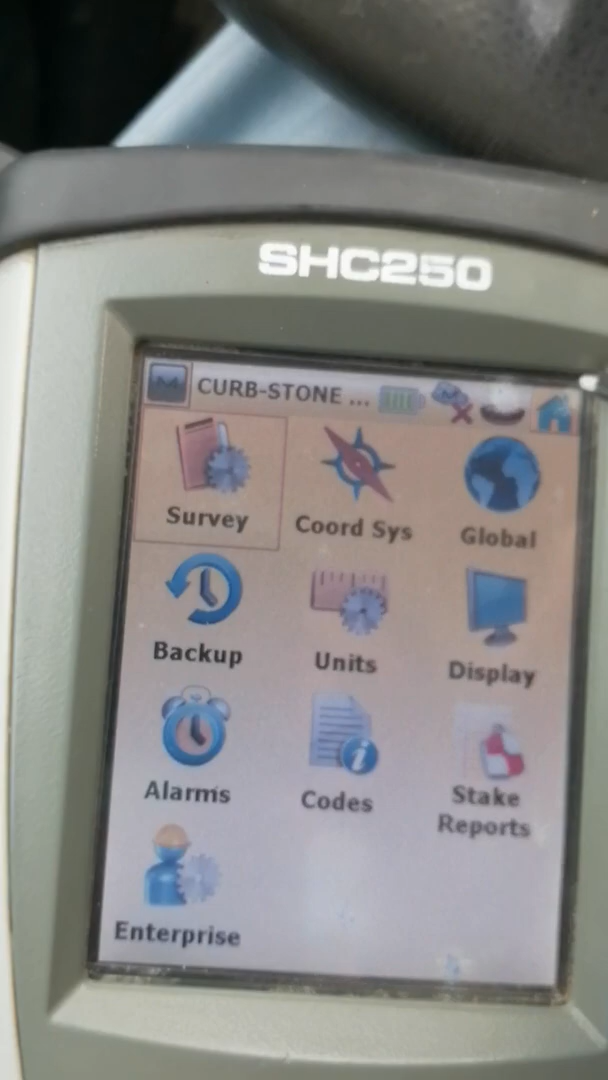 SHC250
CURB-STONE ...
Survey
Coord Sys
Global
Backup
Units
Display
Alarms
Codes
Stake
Reports
Enterprise